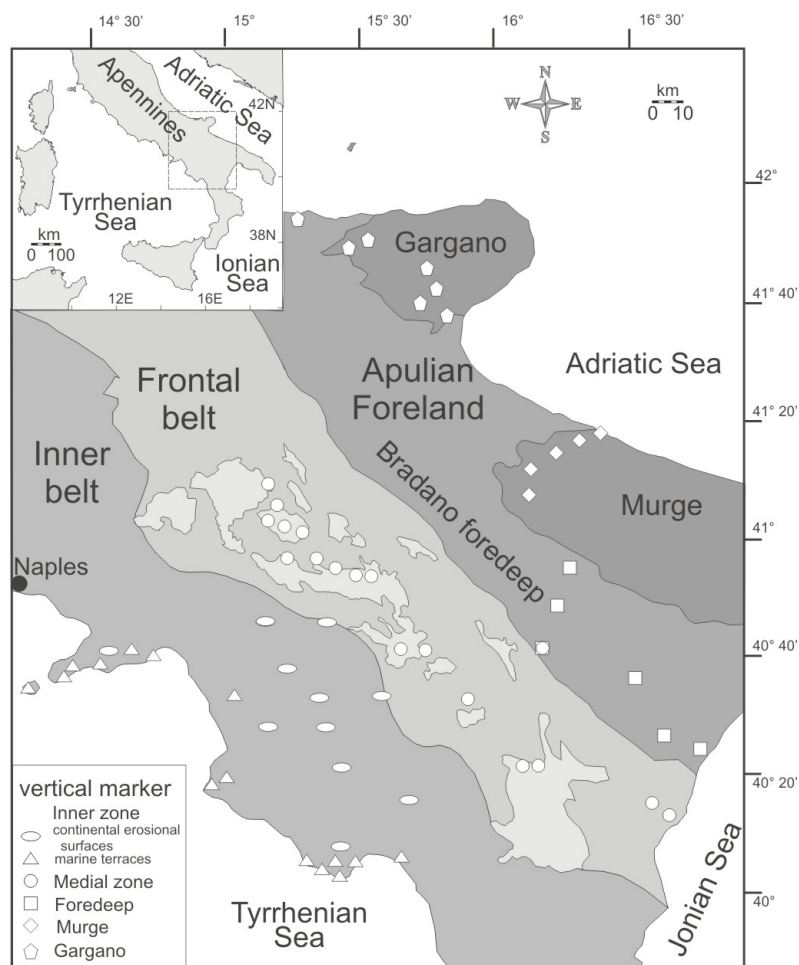 14° 30'
15°
15° 30'
16°
16° 30'
Apennines
Adriatic Sea
42N
Tyrrhenian
Sea
km
0 100
38N
Ionian
Sea
12E
16E
N
W
E
S
km
0 10
42°
Gargano
41° 40'
Adriatic Sea
Apulian
Foreland
Frontal
belt
41° 20'
Inner
belt
Bradano foredeep
Murge
41°
Naples
40° 40'
40° 20'
40°
Tyrrhenian
Sea
Jonian Sea
vertical marker
Inner zone
continental erosional
surfaces
marine terraces
Medial zone
Foredeep
Murge
Gargano